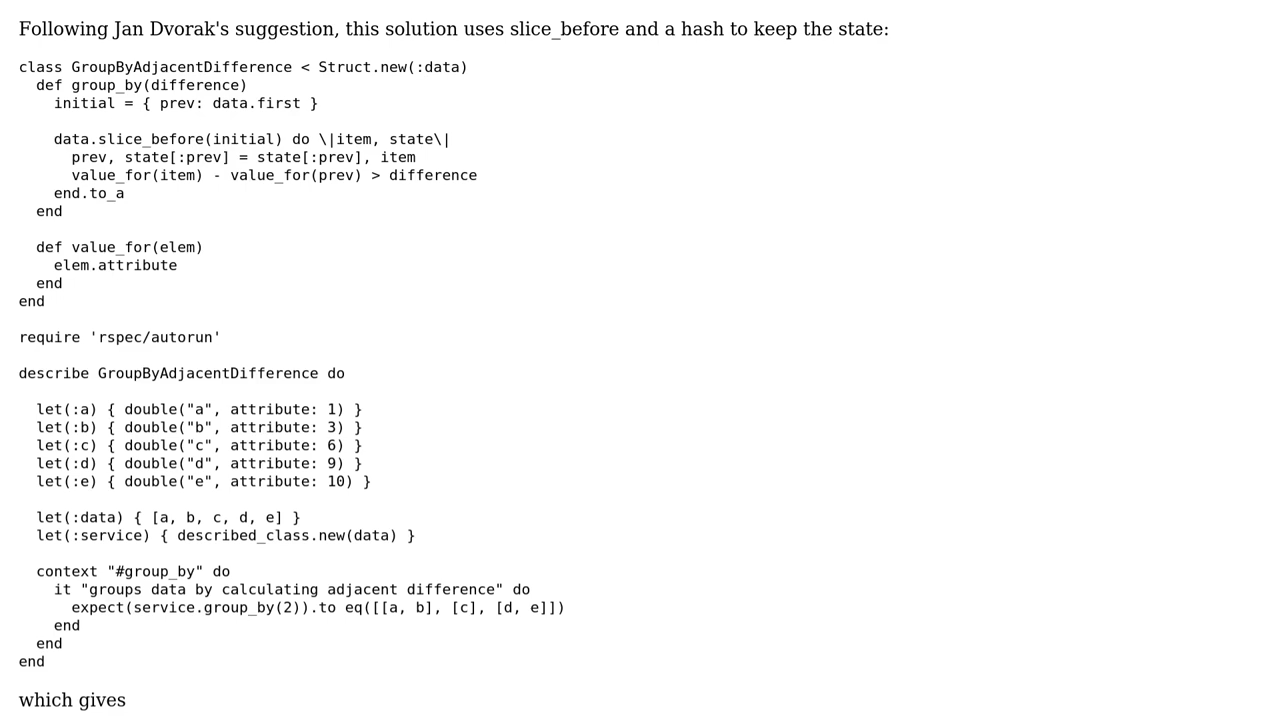 Following Jan Dvorak's suggestion, this solution uses slice_before and a hash to keep the state:
class GroupByAdjacentDifference < Struct.new(:data)
  def group_by(difference)
    initial = { prev: data.first }

    data.slice_before(initial) do \|item, state\|
      prev, state[:prev] = state[:prev], item
      value_for(item) - value_for(prev) > difference
    end.to_a
  end

  def value_for(elem)
    elem.attribute
  end
end

require 'rspec/autorun'

describe GroupByAdjacentDifference do

  let(:a) { double("a", attribute: 1) }
  let(:b) { double("b", attribute: 3) }
  let(:c) { double("c", attribute: 6) }
  let(:d) { double("d", attribute: 9) }
  let(:e) { double("e", attribute: 10) }

  let(:data) { [a, b, c, d, e] }
  let(:service) { described_class.new(data) }

  context "#group_by" do
    it "groups data by calculating adjacent difference" do
      expect(service.group_by(2)).to eq([[a, b], [c], [d, e]])
    end
  end
end
which gives